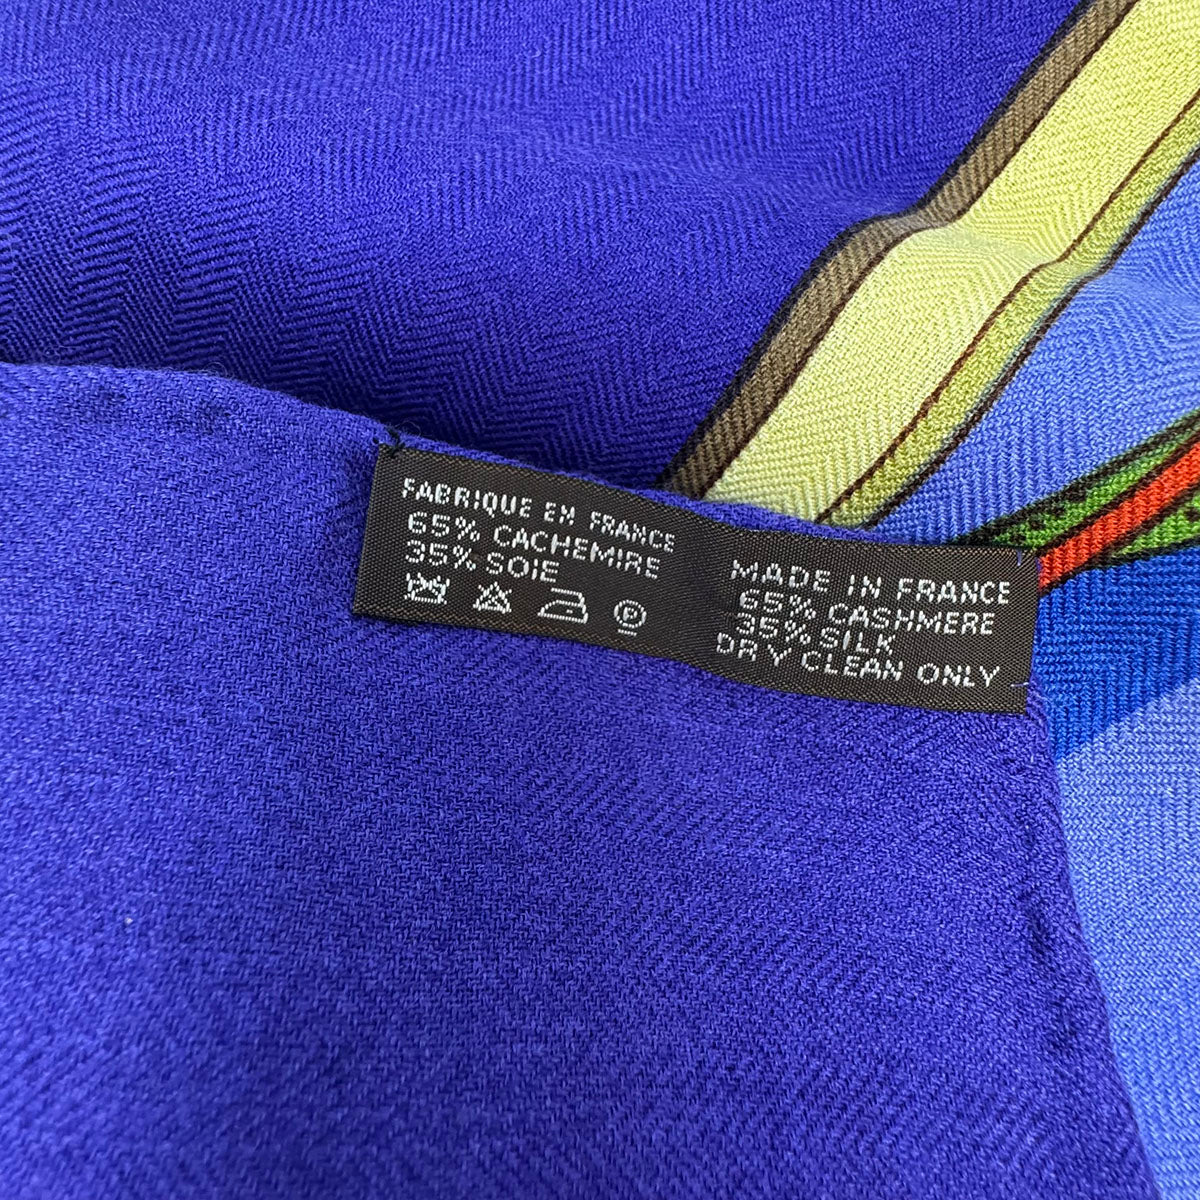 FABRIQUE EN FRANCE
65% CACHEMIRE
35% SOIE
P
MADE IN FRANCE
65% CASHMERE
35% SILK
DRY CLEAN ONLY